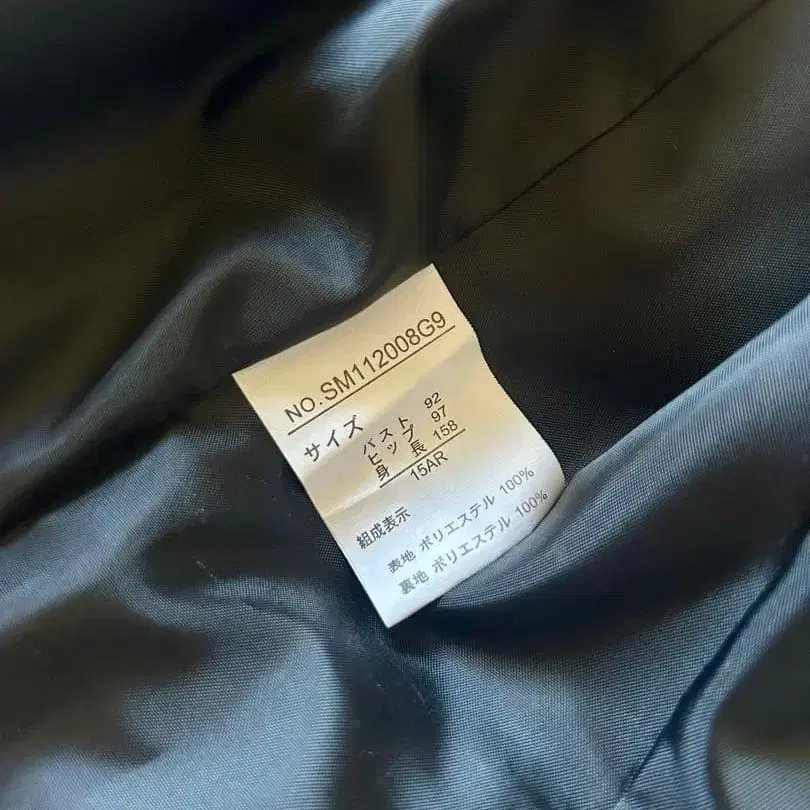 NO.SM112008G9
サイズ
バスト 92
ヒップ 97
身 長 158
15AR
組成表示
表地 ポリエステル 100%
裏地 ポリエステル 100%